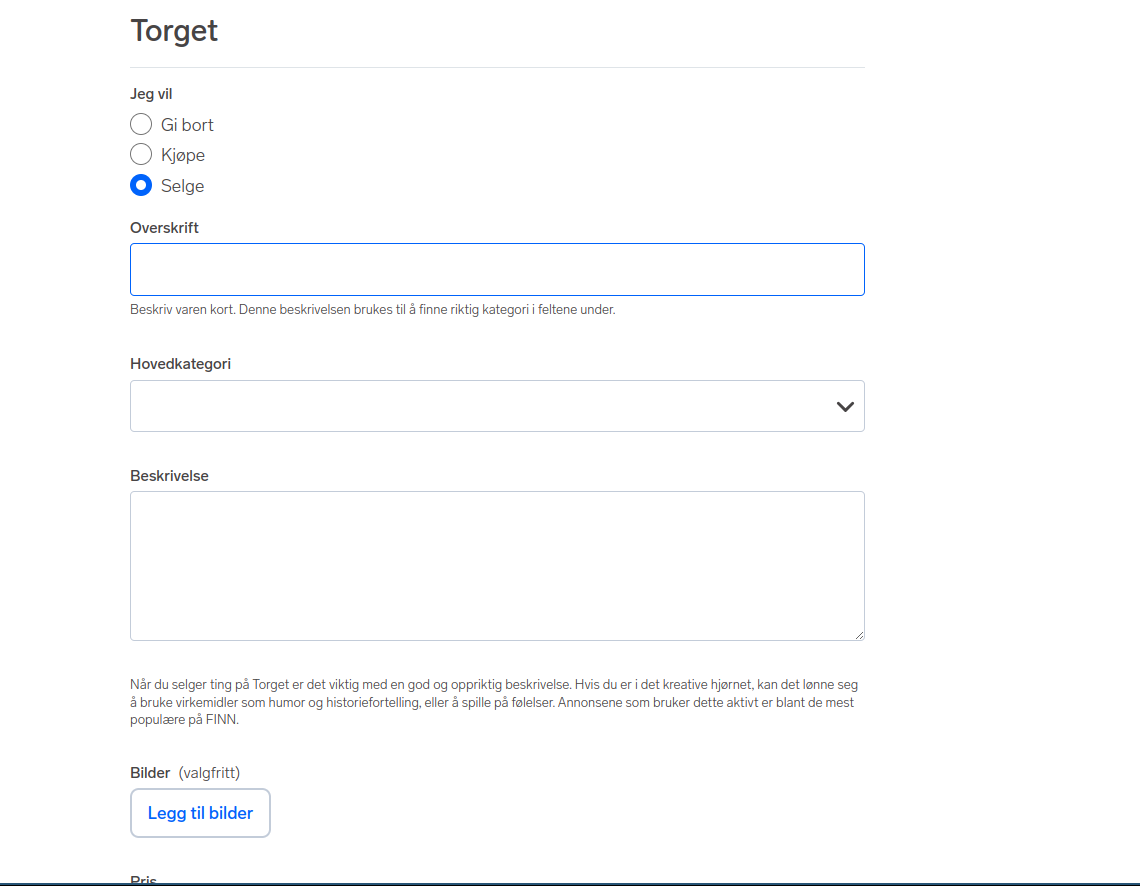 Torget
Jeg vil
Gi bort
Kjøpe
Selge
Overskrift
Beskriv varen kort. Denne beskrivelsen brukes til å finne riktig kategori i feltene under.
Hovedkategori
Beskrivelse
Når du selger ting på Torget er det viktig med en god og oppriktig beskrivelse. Hvis du er i det kreative hjørnet, kan det lønne seg
å bruke virkemidler som humor og historiefortelling, eller å spille på følelser. Annonsene som bruker dette aktivt er blant de mest
populære på FINN.
Bilder (valgfritt)
Legg til bilder
Pris